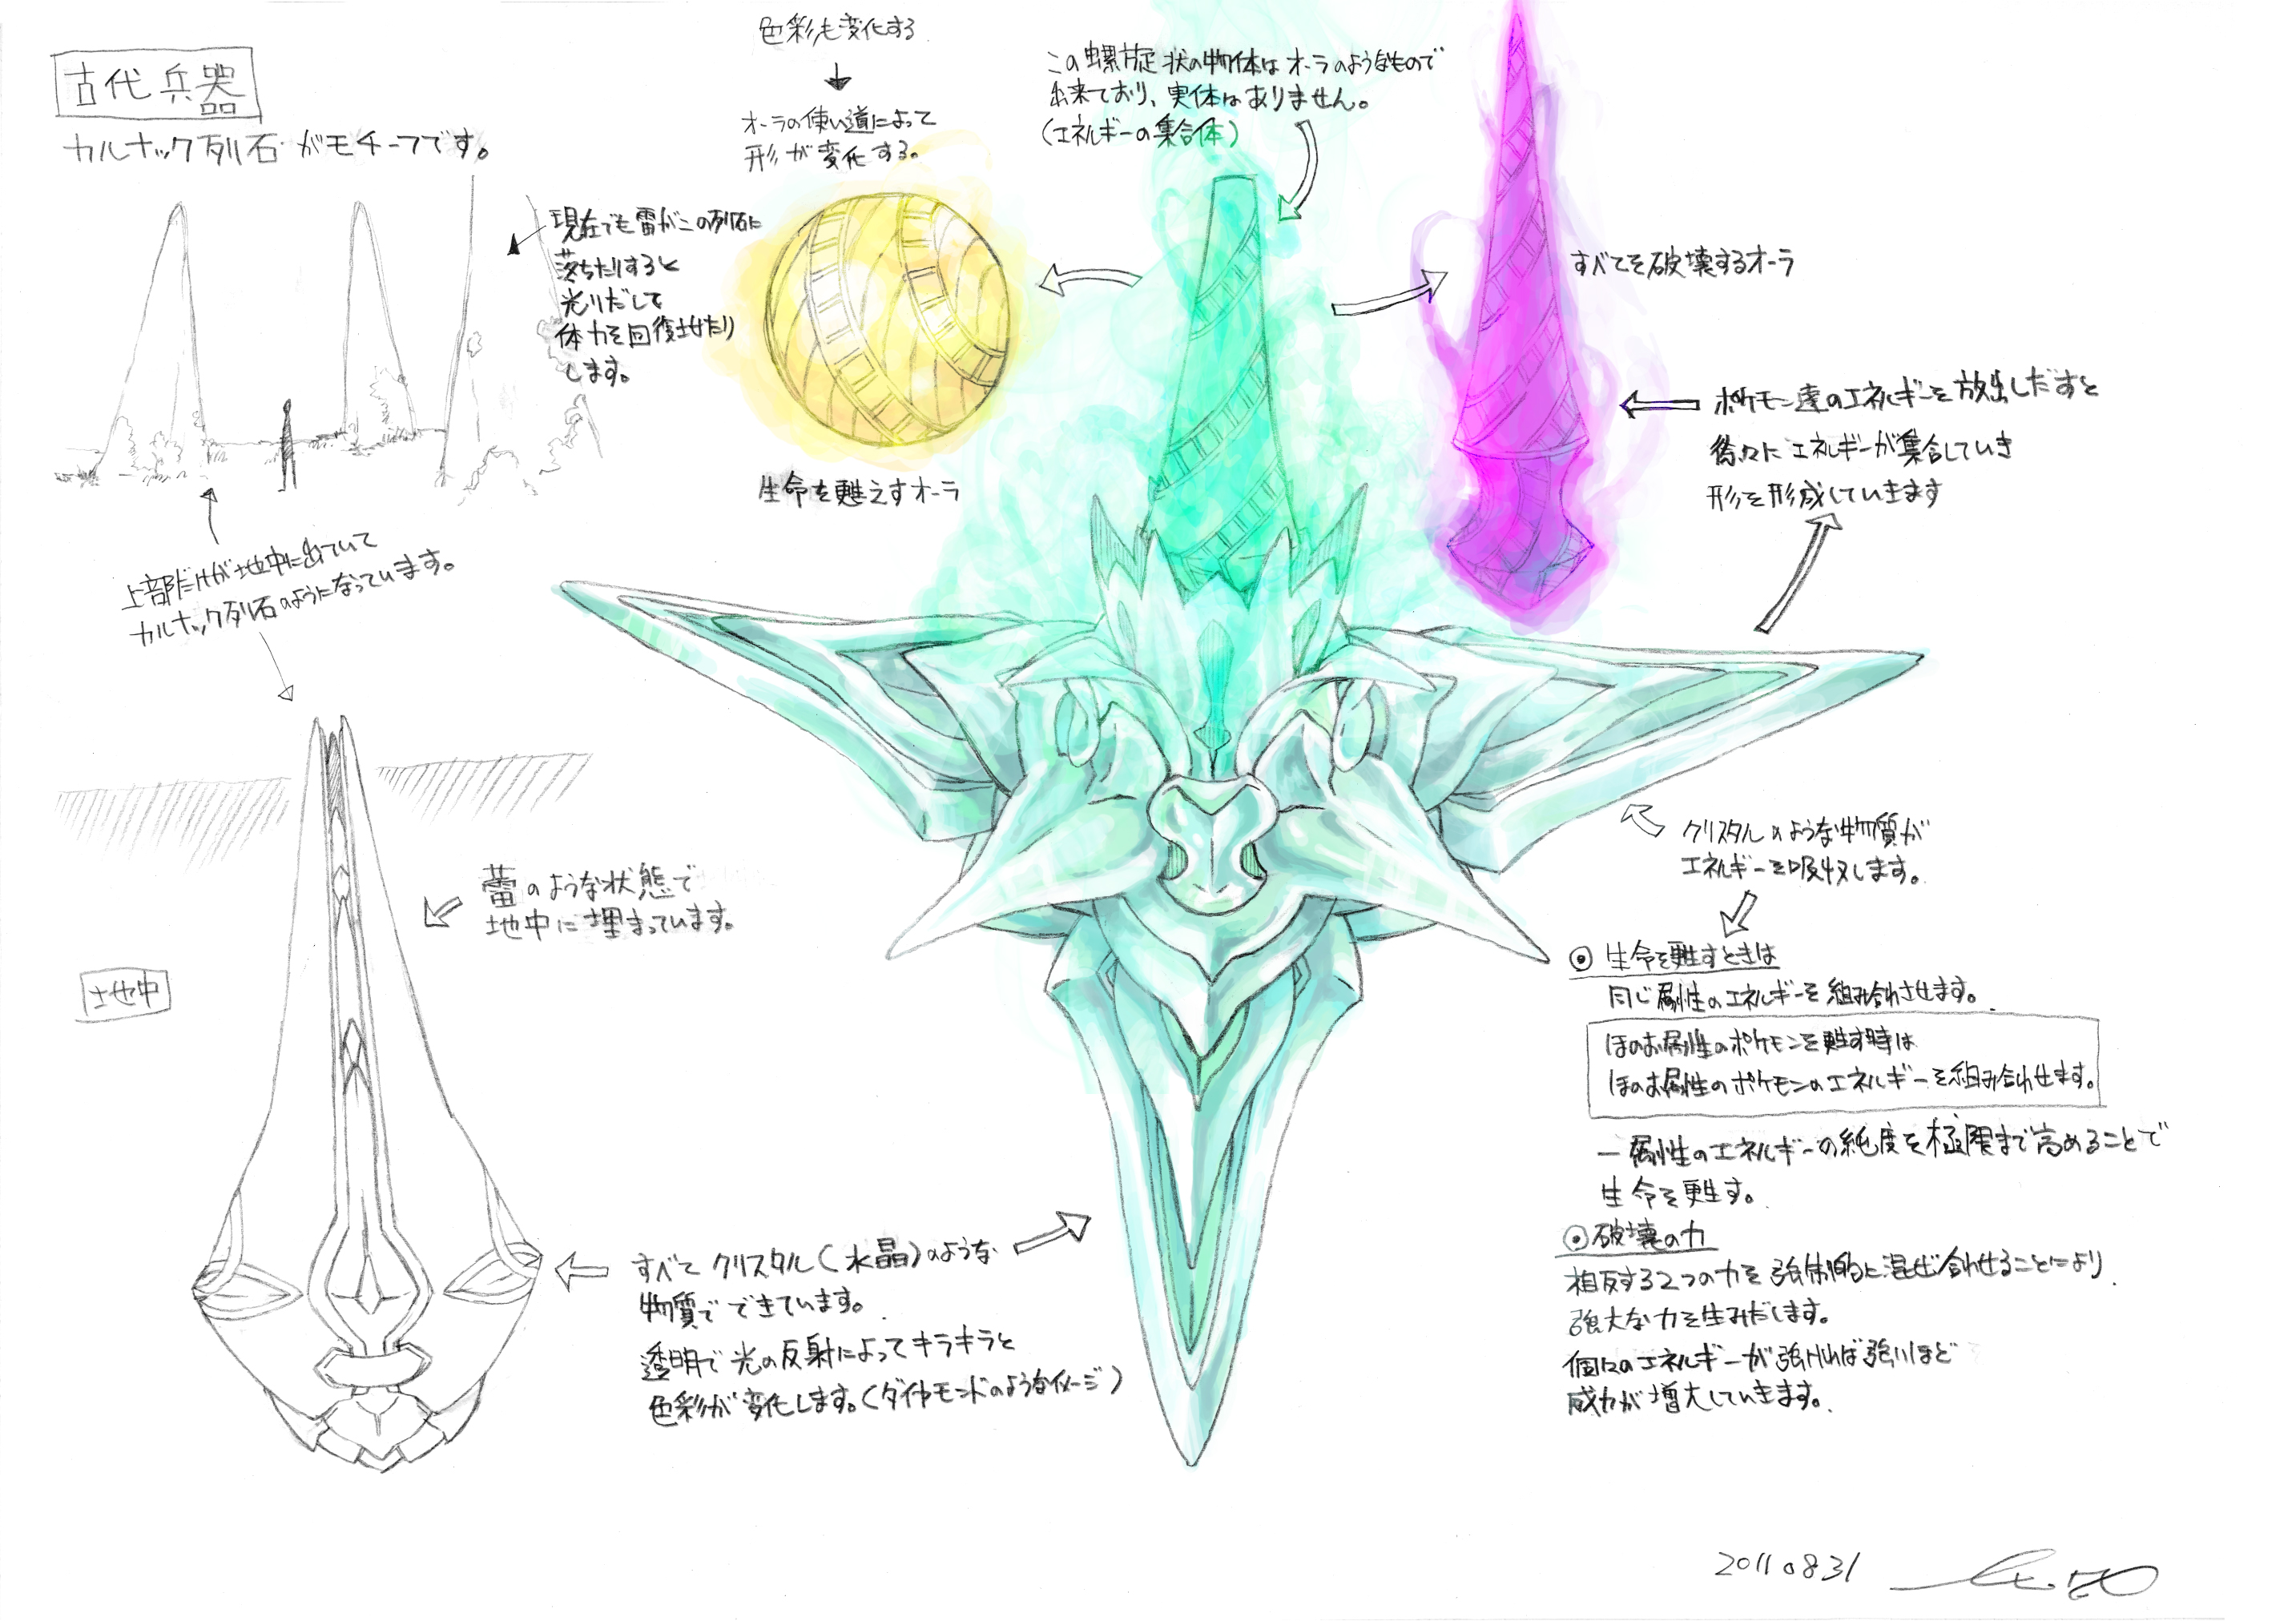 古代兵器
カルナック列石がモチーフです。
現在でも雷がこの列石に
落ちたりすると
光りだして
体力を回復させたり
します。
上部だけが地中に出ていて
カルナック列石のようになっています。
蕾のような状態で
地中に埋まっています。
地中
色彩も変化する
オーラの使い道によって
形が変化する。
生命を甦えすオーラ
この螺旋状の物体はオーラのようなもので
出来ており、実体はありません。
(エネルギーの集合体)
すべてを破壊するオーラ
ポケモン達のエネルギーを放出しだすと
徐々にエネルギーが集合していき
形を形成していきます
クリスタルのような物質が
エネルギーを吸収します。
◉ 生命を甦すときは
同じ属性のエネルギーを組み合わさせます。
ほのお属性のポケモンを甦す時は
ほのお属性のポケモンのエネルギーを組み合わせます。
一属性のエネルギーの純度を極限まで高めることで
生命を甦す。
◉破壊の力
相反する2つの力を強制的に混ぜ合わせることにより
強大な力を生みだします。
個々のエネルギーが強ければ強いほど
威力が増大していきます。
すべてクリスタル(水晶)のような
物質でできています。
透明で光の反射によってキラキラと
色彩が変化します。(ダイヤモンドのようなイメージ)
2011.08.31